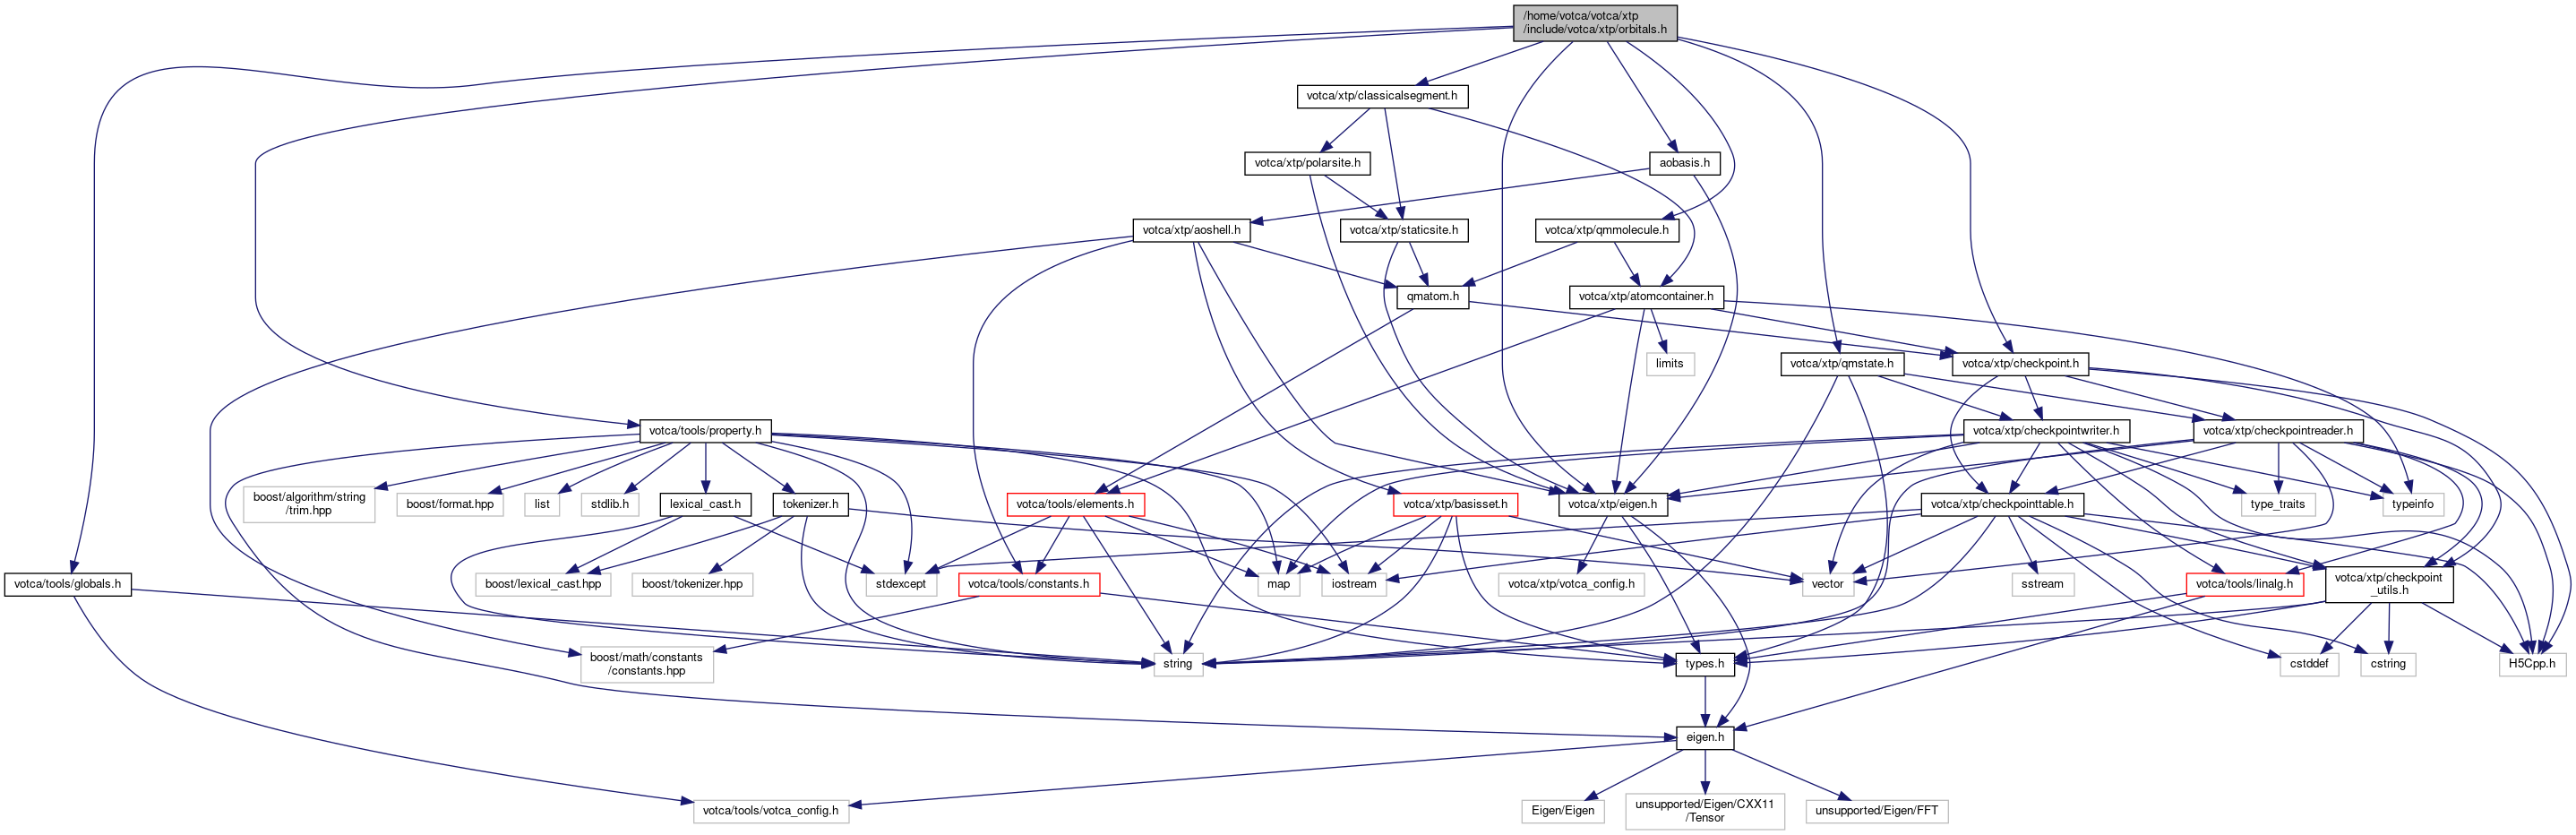 /home/votca/votca/xtp
/include/votca/xtp/orbitals.h
votca/xtp/classicalsegment.h
votca/xtp/polarsite.h
aobasis.h
votca/xtp/aoshell.h
votca/xtp/staticsite.h
votca/xtp/qmmolecule.h
qmatom.h
votca/xtp/atomcontainer.h
limits
votca/xtp/qmstate.h
votca/xtp/checkpoint.h
votca/tools/property.h
votca/xtp/checkpointwriter.h
votca/xtp/checkpointreader.h
boost/algorithm/string
/trim.hpp
boost/format.hpp
list
stdlib.h
lexical_cast.h
tokenizer.h
votca/tools/elements.h
votca/xtp/basisset.h
votca/xtp/eigen.h
votca/xtp/checkpointtable.h
type_traits
typeinfo
votca/tools/globals.h
boost/lexical_cast.hpp
boost/tokenizer.hpp
stdexcept
votca/tools/constants.h
map
iostream
votca/xtp/votca_config.h
vector
sstream
votca/tools/linalg.h
votca/xtp/checkpoint
_utils.h
boost/math/constants
/constants.hpp
string
types.h
cstddef
cstring
H5Cpp.h
eigen.h
votca/tools/votca_config.h
Eigen/Eigen
unsupported/Eigen/CXX11
/Tensor
unsupported/Eigen/FFT